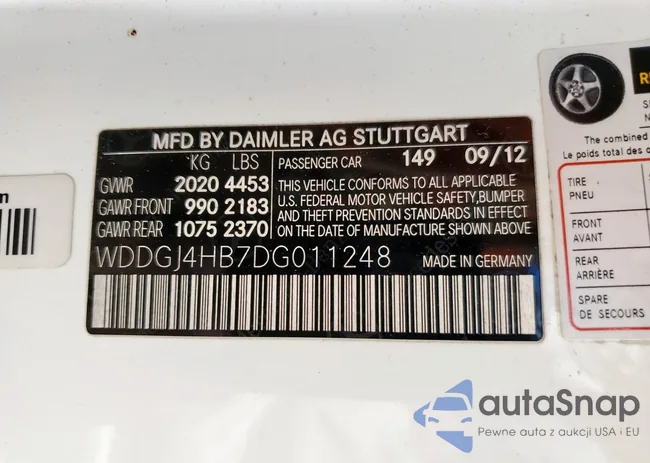 MFD BY DAIMLER AG STUTTGART
KG LBS PASSENGER CAR 149 09/12
GVWR 2020 4453
GAWR FRONT 990 2183
GAWR REAR 1075 2370
THIS VEHICLE CONFORMS TO ALL APPLICABLE
U.S. FEDERAL MOTOR VEHICLE SAFETY,BUMPER
AND THEFT PREVENTION STANDARDS IN EFFECT
ON THE DATE OF MANUFACTURE SHOWN ABOVE.
WDDGJ4HB7DG011248 MADE IN GERMANY
The combined
Le poids total des
TIRE
PNEU
FRONT
AVANT
REAR
ARRIÈRE
SPARE
DE SECOURS
autaSnap
Pewne auta z aukcji USA i EU